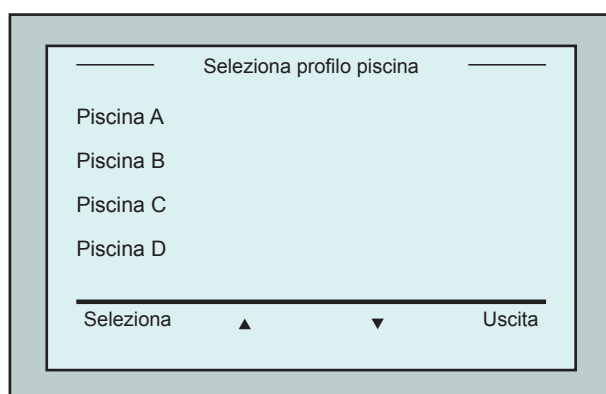 Seleziona profilo piscina
Piscina A
Piscina B
Piscina C
Piscina D
Seleziona ▲ ▼ Uscita